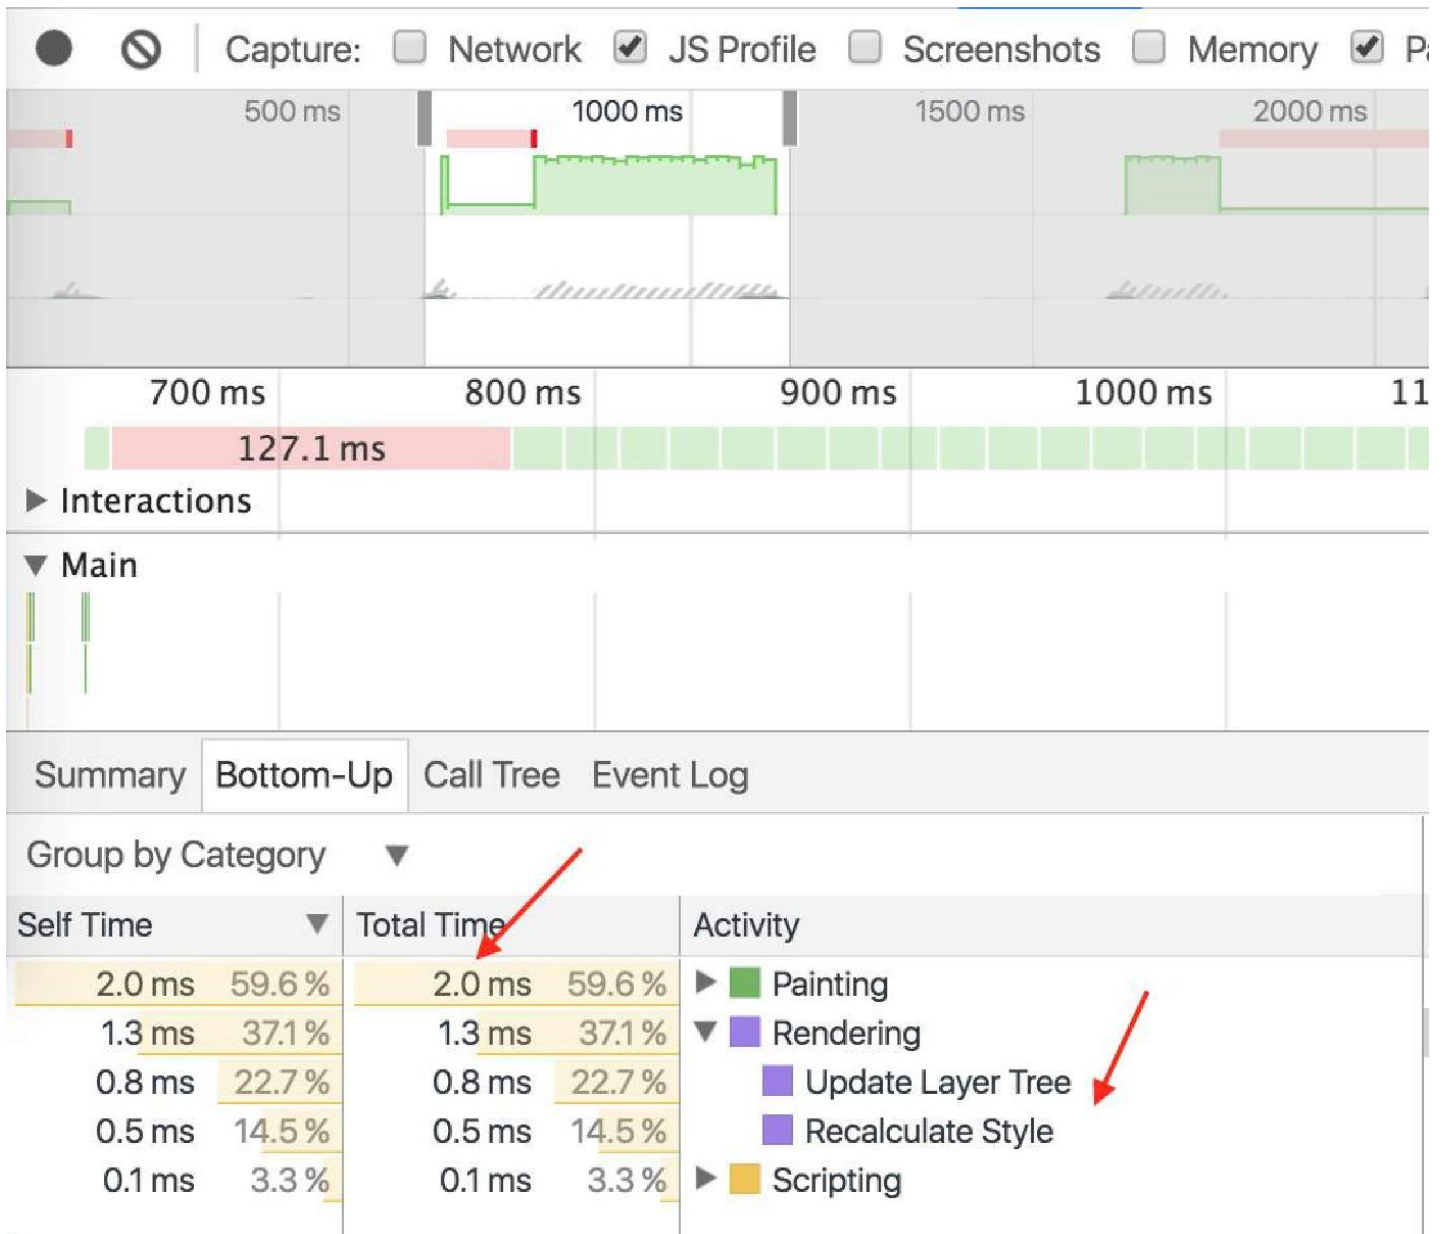 Capture: Network JS Profile Screenshots Memory
500 ms 1000 ms 1500 ms 2000 ms
700 ms 800 ms 900 ms 1000 ms 11
127.1 ms
Interactions
Main
Summary Bottom-Up Call Tree Event Log
Group by Category
Self Time Total Time Activity
2.0 ms 59.6 % 2.0 ms 59.6 % Painting
1.3 ms 37.1 % 1.3 ms 37.1 % Rendering
0.8 ms 22.7 % 0.8 ms 22.7 % Update Layer Tree
0.5 ms 14.5 % 0.5 ms 14.5 % Recalculate Style
0.1 ms 3.3 % 0.1 ms 3.3 % Scripting